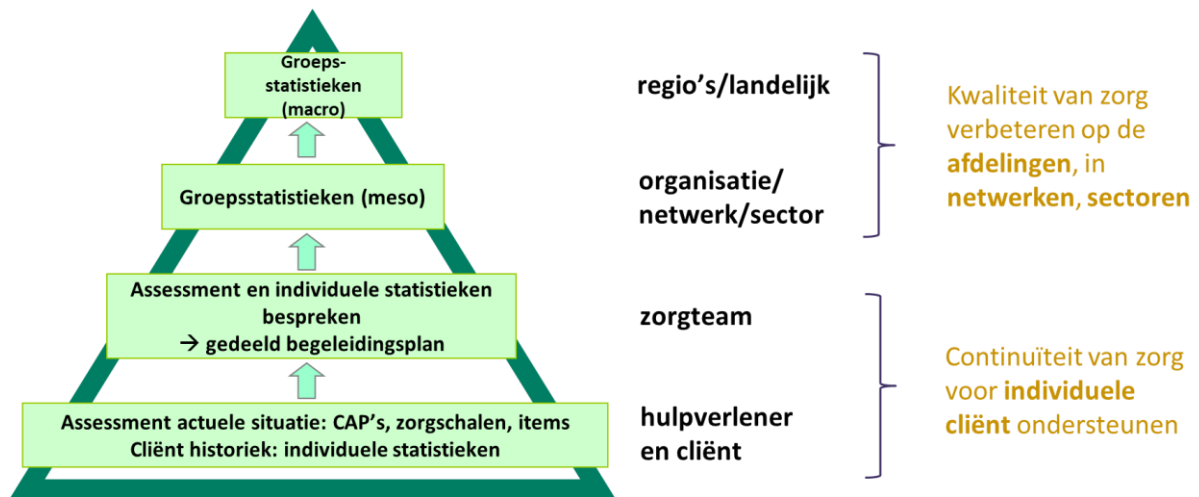 Groeps-
statistieken
(macro)
regio's/landelijk
Groepsstatistieken (meso)
organisatie/
netwerk/sector
Kwaliteit van zorg
verbeteren op de
afdelingen, in
netwerken, sectoren
Assessment en individuele statistieken
bespreken
→ gedeeld begeleidingsplan
zorgteam
Assessment actuele situatie: CAP's, zorgschalen, items
Cliënt historiek: individuele statistieken
hulpverlener
en cliënt
Continuïteit van zorg
voor individuele
cliënt ondersteunen